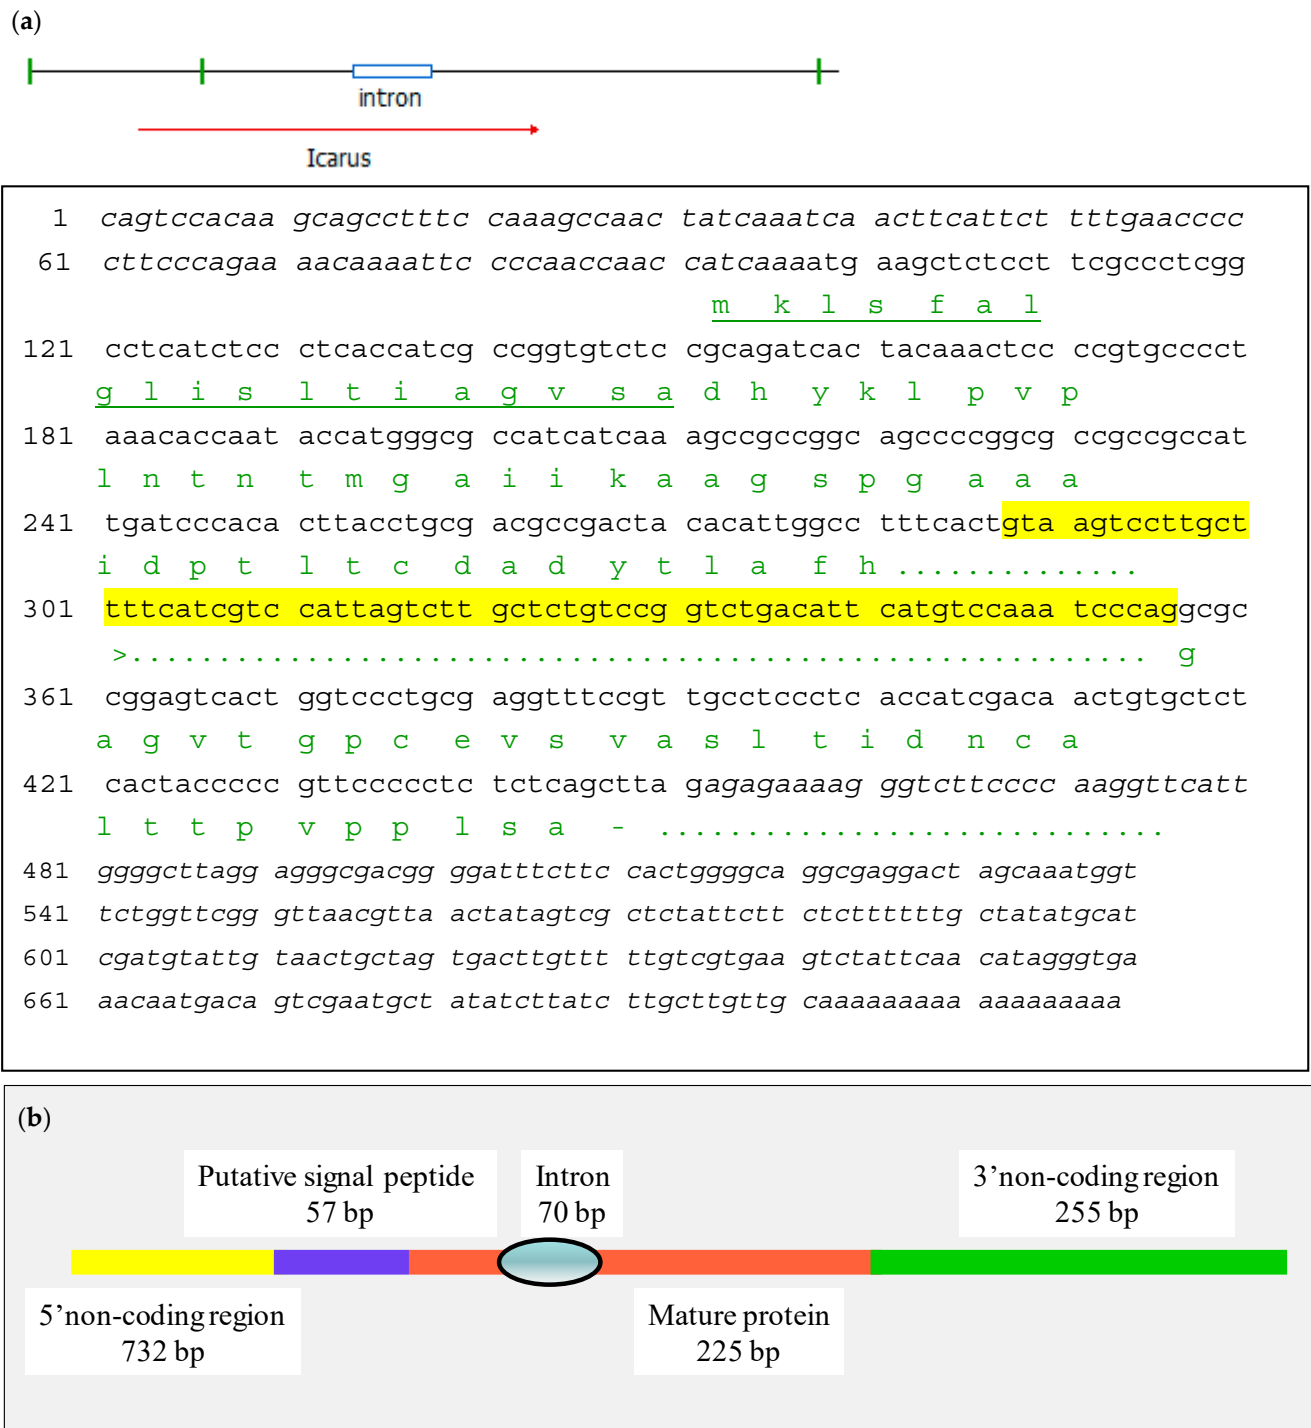 (a)
intron
Icarus
1 cagtccacaa gcagcctttc caaagccaac tatcaaatca acttcattct tttgaacccc
61 cttcccagaa aacaaaattc cccaaccaac catcaaaatg aagctctcct tcgccctcgg
m k l s f a l
121 cctcatctcc ctcaccatcg ccggtgtctc cgcagatcac tacaaactcc ccgtgcccct
g l i s l t i a g v s a d h y k l p v p
181 aaacaccaat accatgggcg ccatcatcaa agccgccggc agccccggcg ccgccgccat
l n t n t m g a i i k a a g s p g a a a
241 tgatcccaca cttacctgcg acgccgacta cacattggcc tttcactgta agtccttgct
i d p t l t c d a d y t l a f h ..............
301 tttcatcgtc cattagtctt gctctgtccg gtctgacatt catgtccaaa tcccaggcgc
>..................................................... g
361 cggagtcact ggtccctgcg aggtttccgt tgcctccctc accatcgaca actgtgctct
a g v t g p c e v s v a s l t i d n c a
421 cactaccccc gttccccctc tctcagctta gagagaaaag ggtcttcccc aaggttcatt
l t t p v p p l s a - .............................
481 ggggcttagg agggcgacgg ggatttcttc cactggggca ggcgaggact agcaaatggt
541 tctggttcgg gttaacgtta actatagtcg ctctattctt ctcttttttg ctatatgcat
601 cgatgtattg taactgctag tgacttgttt ttgtcgtgaa gtctattcaa catagggtga
661 aacaatgaca gtcgaatgct atatcttatc ttgcttgttg caaaaaaaaa aaaaaaaaa
(b)
Putative signal peptide
57 bp
Intron
70 bp
3’non-coding region
255 bp
5’non-coding region
732 bp
Mature protein
225 bp